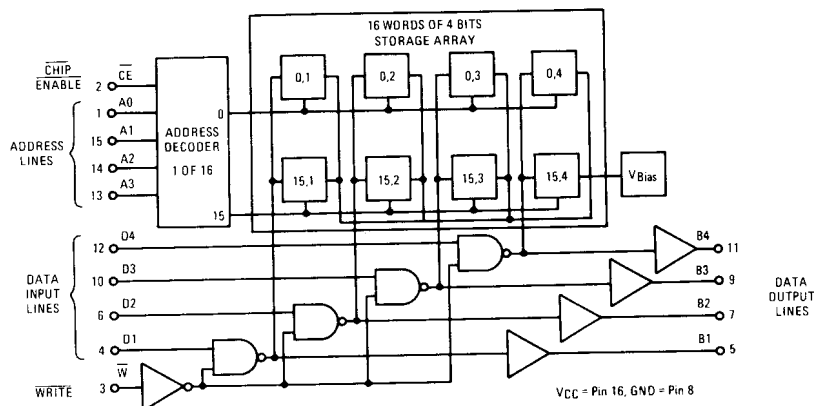 16 WORDS OF 4 BITS
STORAGE ARRAY
CHIP
ENABLE
2 CE
ADDRESS
LINES
1 A0
15 A1
14 A2
13 A3
ADDRESS
DECODER
1 OF 16
0
15
0,1 0,2 0,3 0,4
15,1 15,2 15,3 15,4
VBias
DATA
INPUT
LINES
12 D4
10 D3
6 D2
4 D1
WRITE 3 W
B4 11
B3 9
B2 7
B1 5
DATA
OUTPUT
LINES
VCC = Pin 16, GND = Pin 8